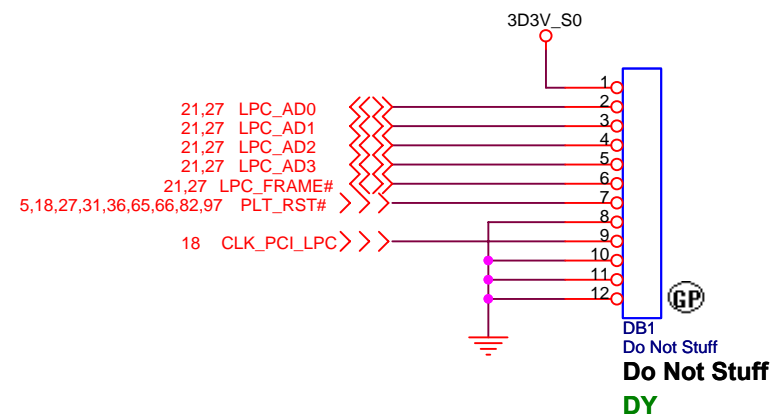 3D3V_S0
1
21,27 LPC_AD0 2
21,27 LPC_AD1 3
21,27 LPC_AD2 4
21,27 LPC_AD3 5
21,27 LPC_FRAME# 6
5,18,27,31,36,65,66,82,97 PLT_RST# 7
8
18 CLK_PCI_LPC 9
10
11
12
GP
DB1
Do Not Stuff
Do Not Stuff
DY